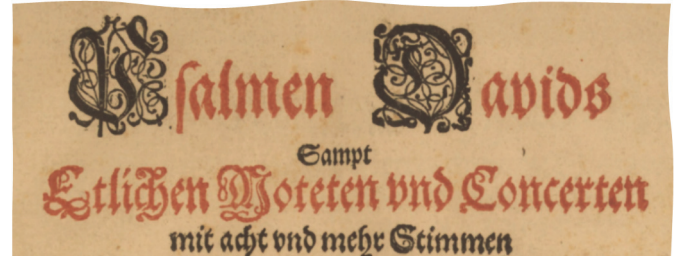 Psalmen Davids
Sampt
Etlichen Moteten vnd Concerten
mit acht vnd mehr Stimmen